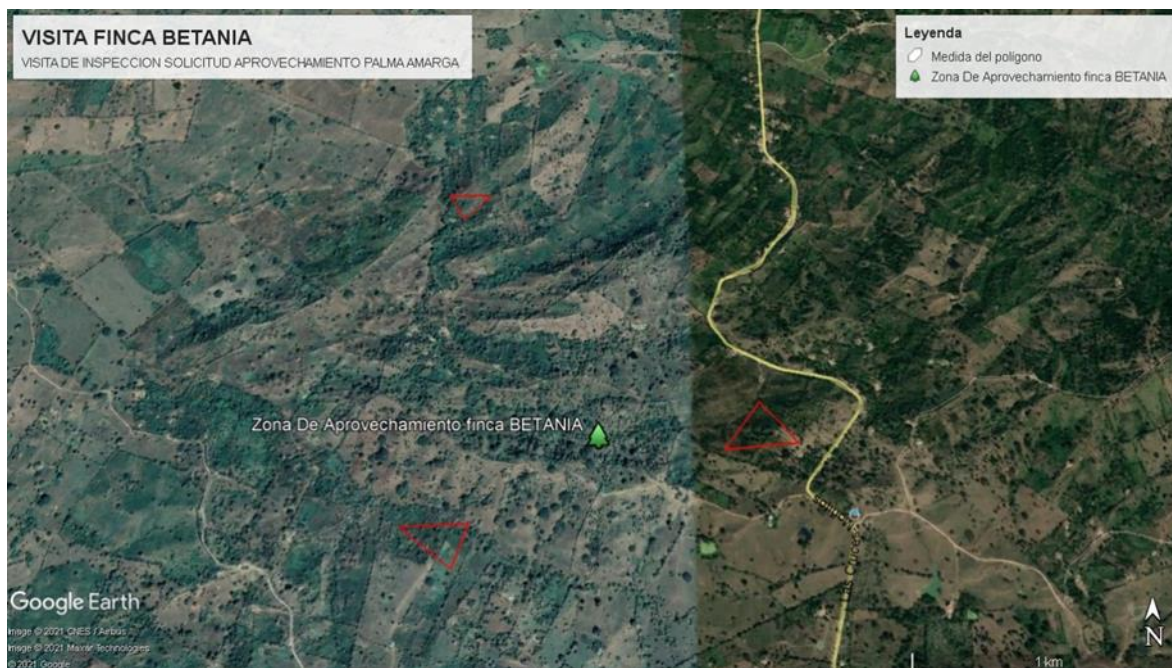 VISITA FINCA BETANIA
VISITA DE INSPECCION SOLICITUD APROVECHAMIENTO PALMA AMARGA
Leyenda
Medida del polígono
Zona De Aprovechamiento finca BETANIA
Zona De Aprovechamiento finca BETANIA
Google Earth
Image © 2021 CNES / Airbus
Image © 2021 Maxar Technologies
© 2021 Google
N
1 km